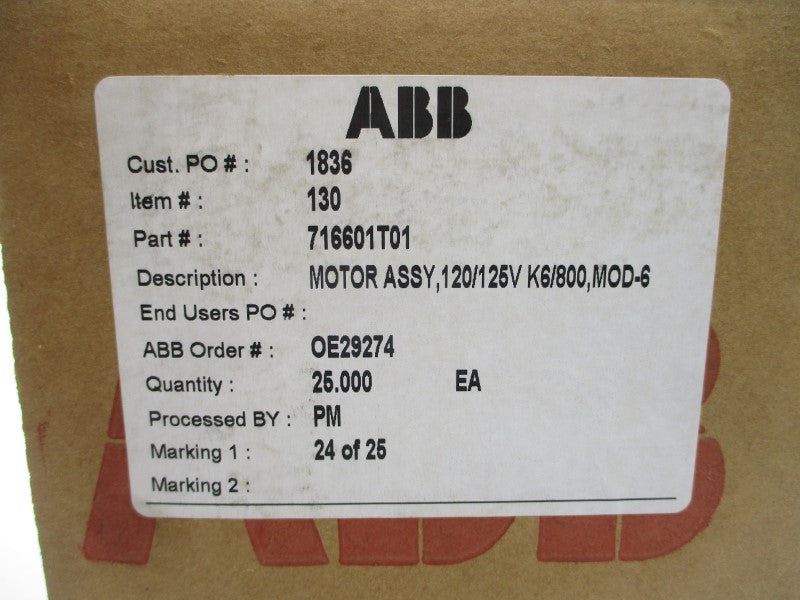 ABB
Cust. PO # : 1836
Item # : 130
Part # : 716601T01
Description : MOTOR ASSY,120/125V K6/800,MOD-6
End Users PO # :
ABB Order # : OE29274
Quantity : 25.000 EA
Processed BY : PM
Marking 1 : 24 of 25
Marking 2 :
ABB